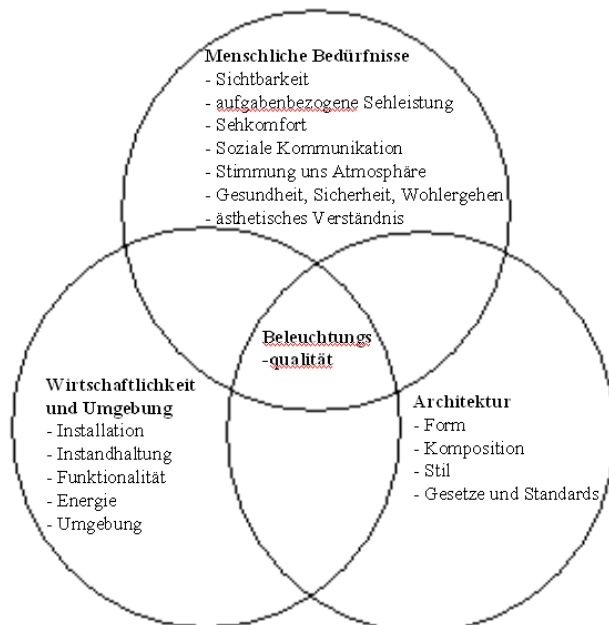 Menschliche Bedürfnisse
- Sichtbarkeit
- aufgabenbezogene Sehleistung
- Sehkomfort
- Soziale Kommunikation
- Stimmung uns Atmosphäre
- Gesundheit, Sicherheit, Wohlergehen
- ästhetisches Verständnis
Beleuchtungs
-qualität
Wirtschaftlichkeit
und Umgebung
- Installation
- Instandhaltung
- Funktionalität
- Energie
- Umgebung
Architektur
- Form
- Komposition
- Stil
- Gesetze und Standards